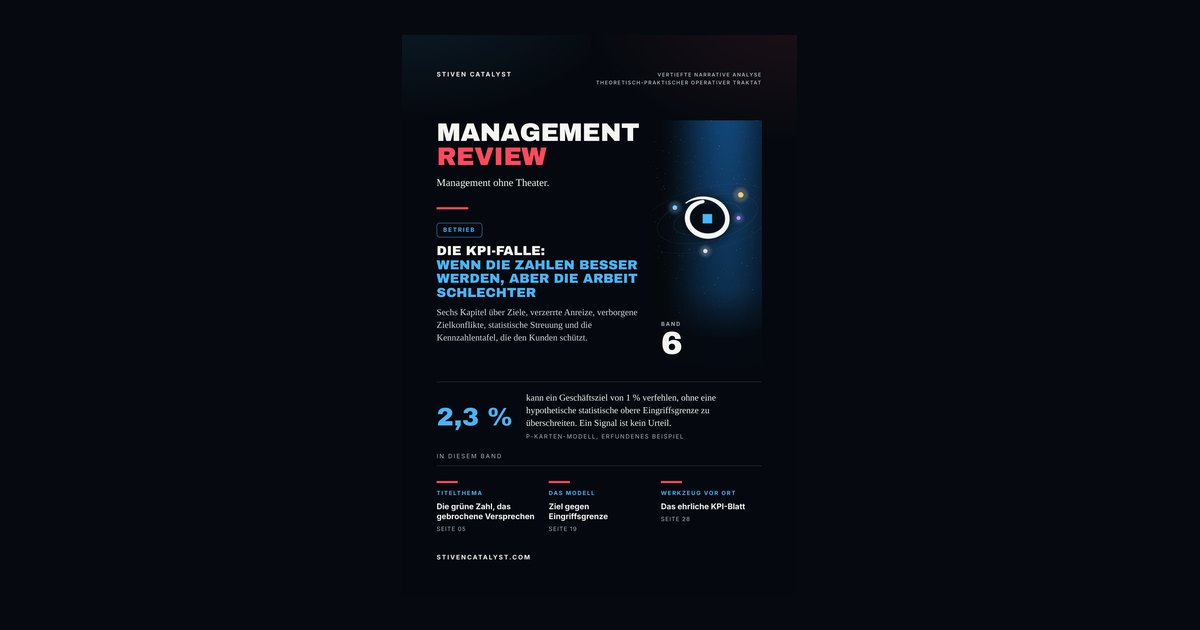 STIVEN CATALYST
VERTIEFTE NARRATIVE ANALYSE
THEORETISCH-PRAKTISCHER OPERATIVER TRAKTAT
MANAGEMENT
REVIEW
Management ohne Theater.
BETRIEB
DIE KPI-FALLE:
WENN DIE ZAHLEN BESSER
WERDEN, ABER DIE ARBEIT
SCHLECHTER
Sechs Kapitel über Ziele, verzerrte Anreize, verborgene
Zielkonflikte, statistische Streuung und die
Kennzahlentafel, die den Kunden schützt.
BAND
6
2,3 %
kann ein Geschäftsziel von 1 % verfehlen, ohne eine
hypothetische statistische obere Eingriffsgrenze zu
überschreiten. Ein Signal ist kein Urteil.
P-KARTEN-MODELL, ERFUNDENES BEISPIEL
IN DIESEM BAND
TITELTHEMA
Die grüne Zahl, das
gebrochene Versprechen
SEITE 05
DAS MODELL
Ziel gegen
Eingriffsgrenze
SEITE 19
WERKZEUG VOR ORT
Das ehrliche KPI-Blatt
SEITE 28
STIVENCATALYST.COM